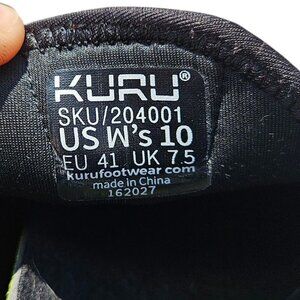 KURU®
SKU/204001
US W's 10
EU 41 UK 7.5
kurufootwear.com
made in China
162027